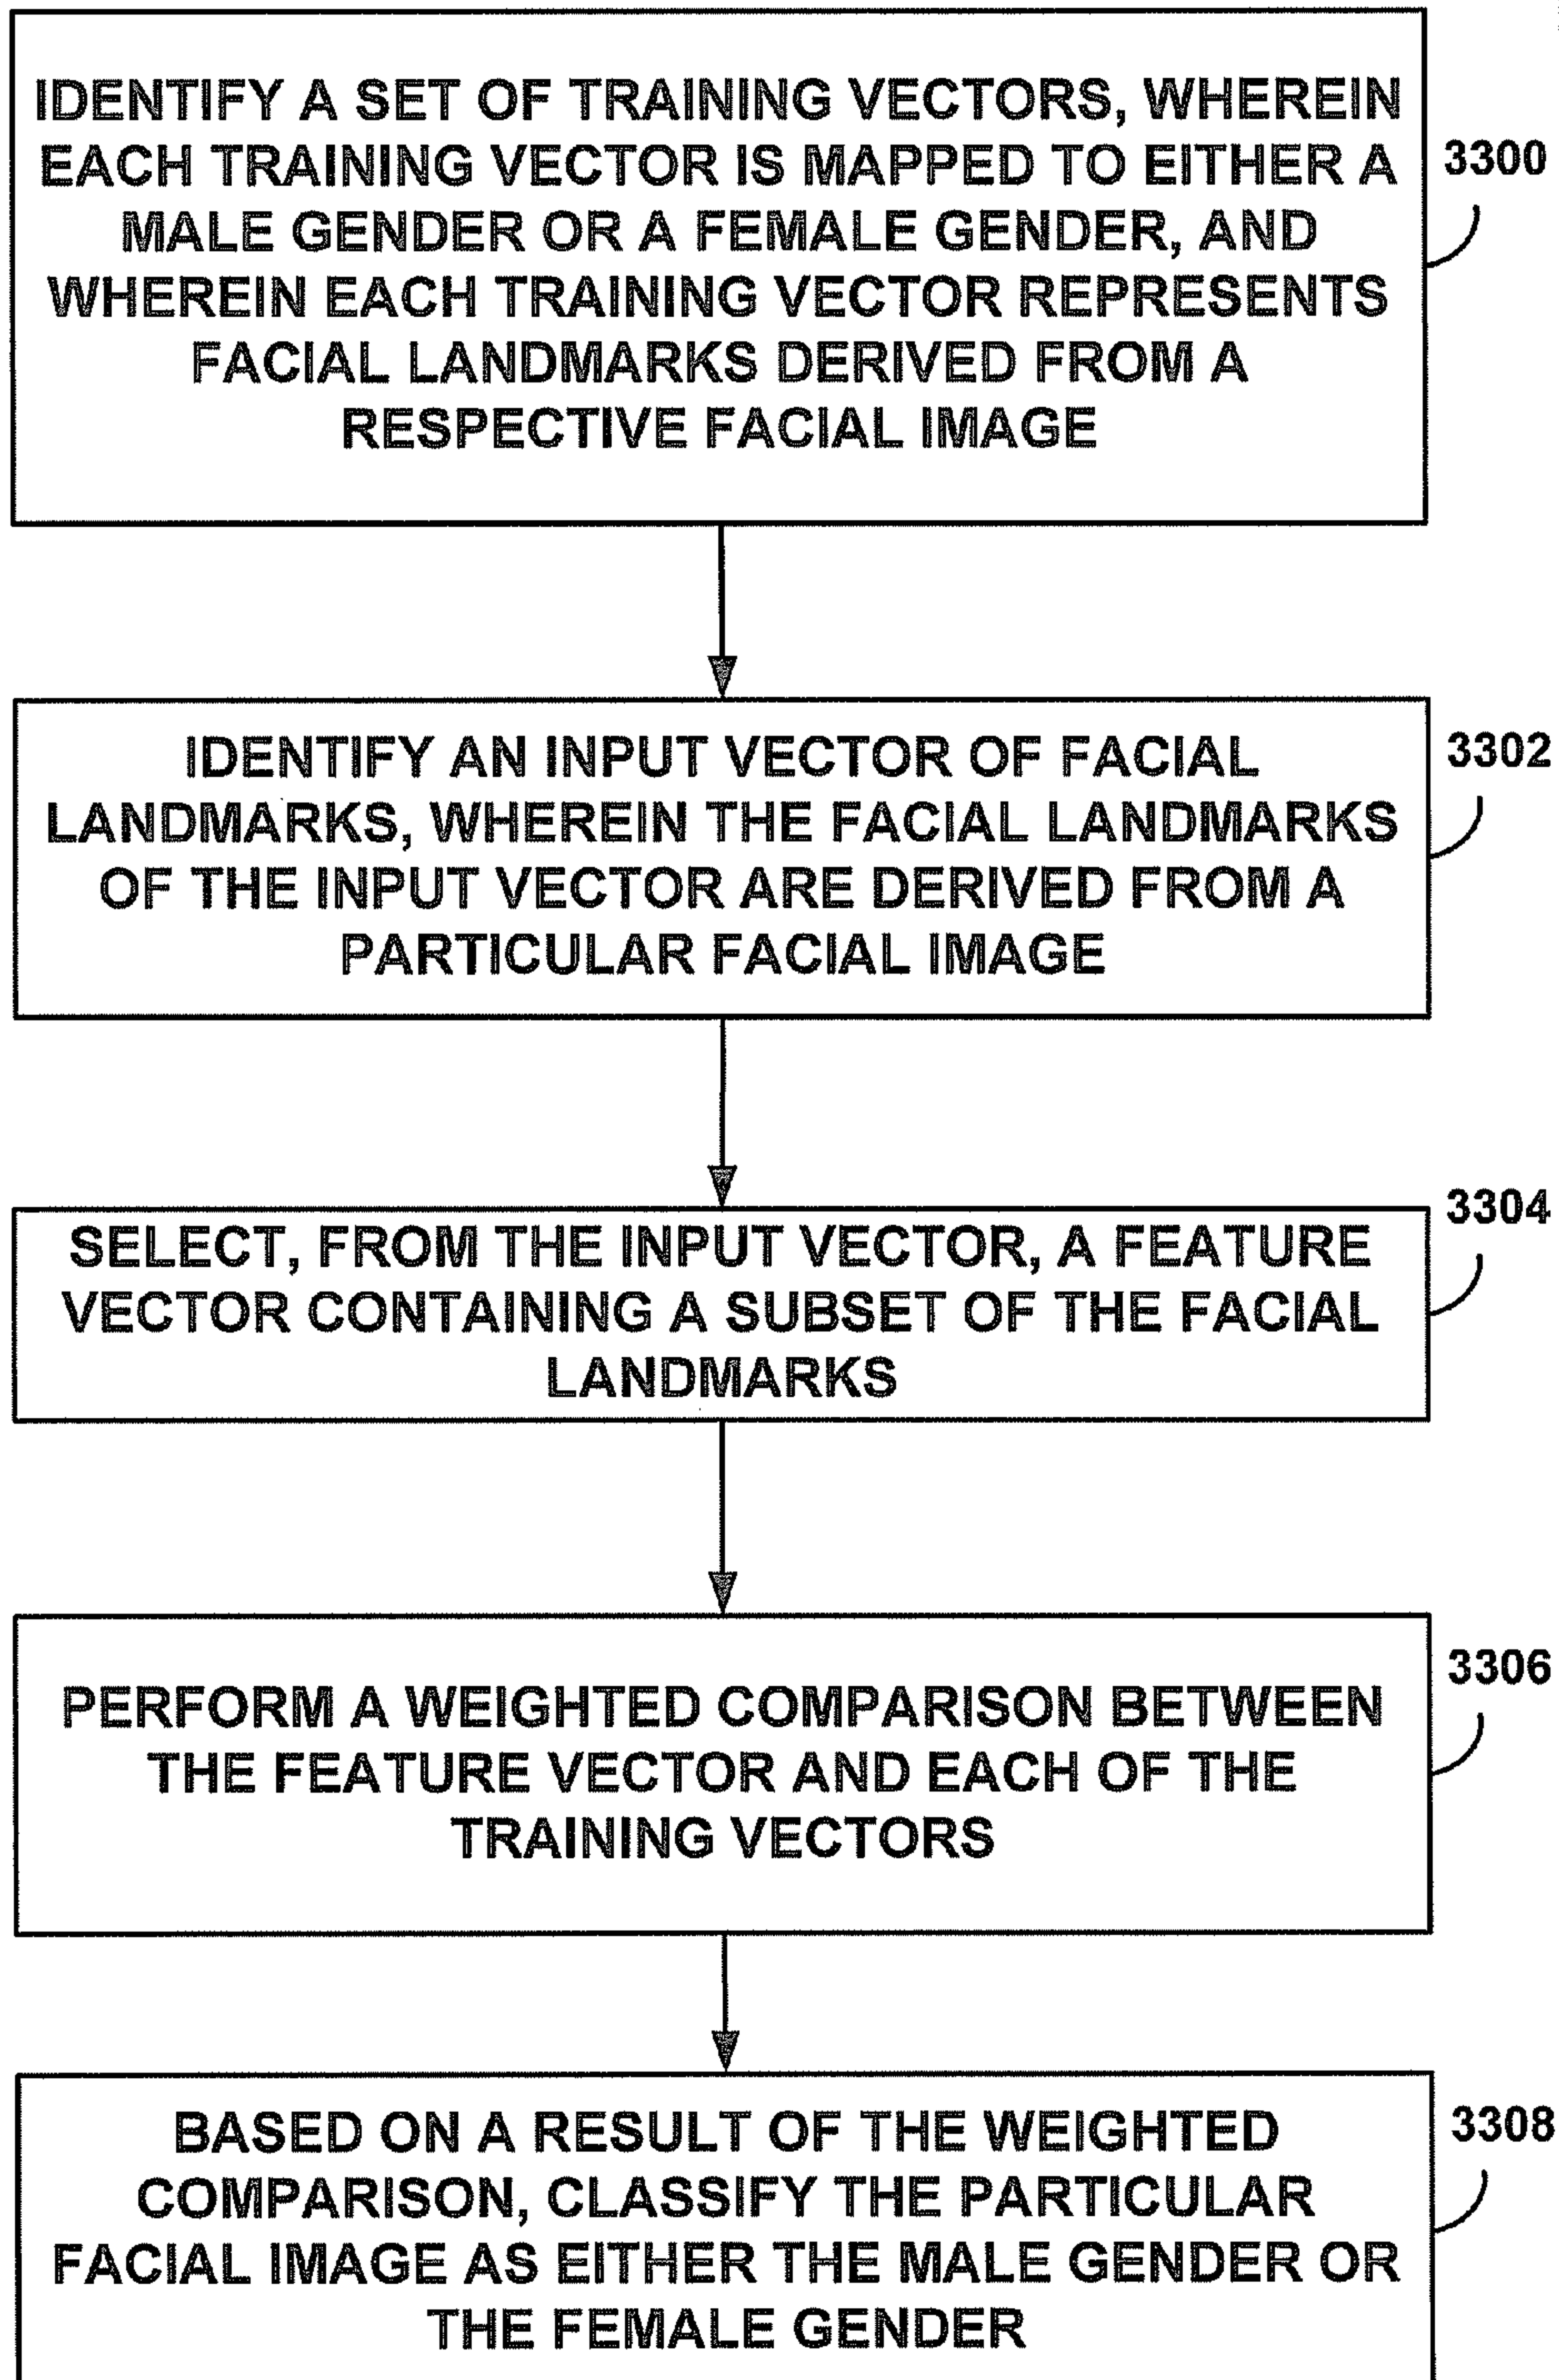 IDENTIFY A SET OF TRAINING VECTORS, WHEREIN
EACH TRAINING VECTOR IS MAPPED TO EITHER A
MALE GENDER OR A FEMALE GENDER, AND
WHEREIN EACH TRAINING VECTOR REPRESENTS
FACIAL LANDMARKS DERIVED FROM A
RESPECTIVE FACIAL IMAGE
3300
IDENTIFY AN INPUT VECTOR OF FACIAL
LANDMARKS, WHEREIN THE FACIAL LANDMARKS
OF THE INPUT VECTOR ARE DERIVED FROM A
PARTICULAR FACIAL IMAGE
3302
SELECT, FROM THE INPUT VECTOR, A FEATURE
VECTOR CONTAINING A SUBSET OF THE FACIAL
LANDMARKS
3304
PERFORM A WEIGHTED COMPARISON BETWEEN
THE FEATURE VECTOR AND EACH OF THE
TRAINING VECTORS
3306
BASED ON A RESULT OF THE WEIGHTED
COMPARISON, CLASSIFY THE PARTICULAR
FACIAL IMAGE AS EITHER THE MALE GENDER OR
THE FEMALE GENDER
3308